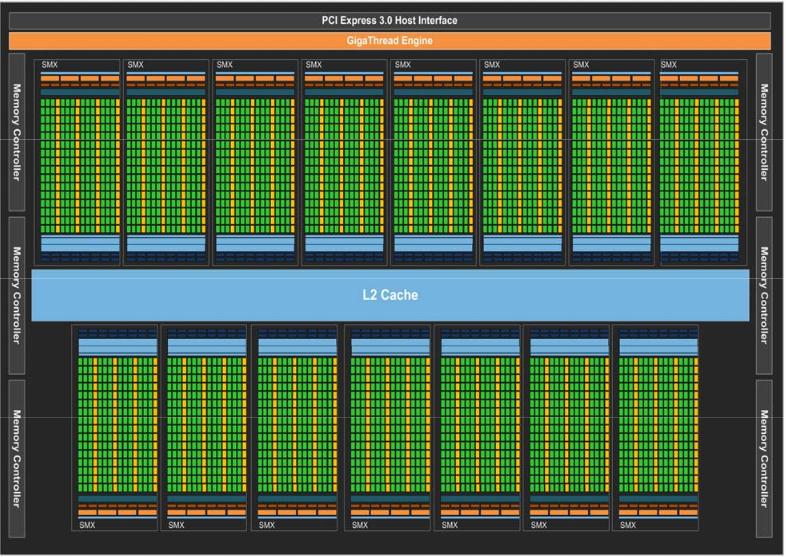 PCI Express 3.0 Host Interface
GigaThread Engine
SMX
SMX
SMX
SMX
SMX
SMX
SMX
SMX
Memory Controller
Memory Controller
Memory Controller
Memory Controller
L2 Cache
Memory Controller
Memory Controller
SMX
SMX
SMX
SMX
SMX
SMX
SMX